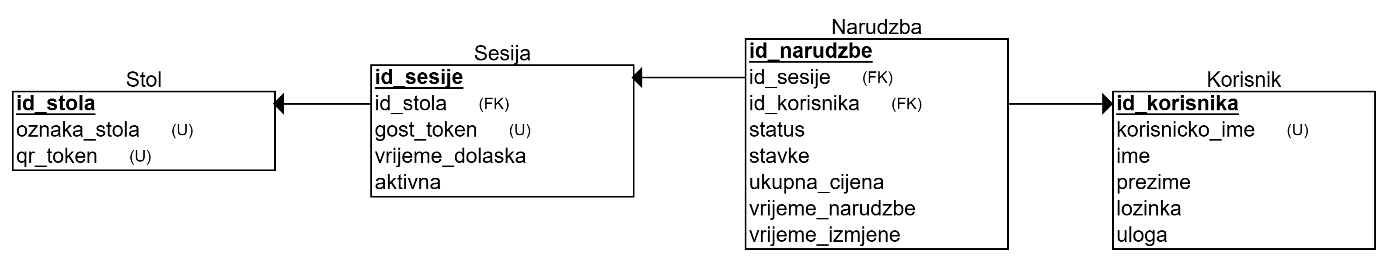 Stol
id_stola
oznaka_stola (U)
qr_token (U)
Sesija
id_sesije
id_stola (FK)
gost_token (U)
vrijeme_dolaska
aktivna
Narudzba
id_narudzbe
id_sesije (FK)
id_korisnika (FK)
status
stavke
ukupna_cijena
vrijeme_narudzbe
vrijeme_izmjene
Korisnik
id_korisnika
korisnicko_ime (U)
ime
prezime
lozinka
uloga